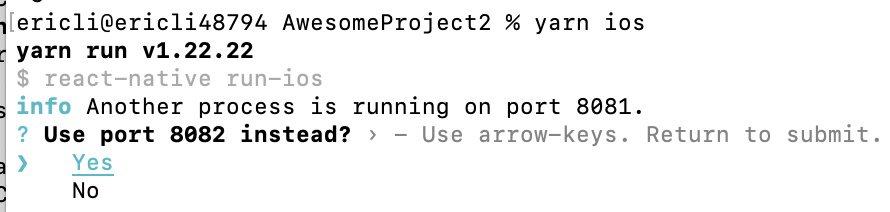 [ericli@ericli48794 AwesomeProject2 % yarn ios
yarn run v1.22.22
$ react-native run-ios
info Another process is running on port 8081.
? Use port 8082 instead? › - Use arrow-keys. Return to submit.
❯ Yes
No